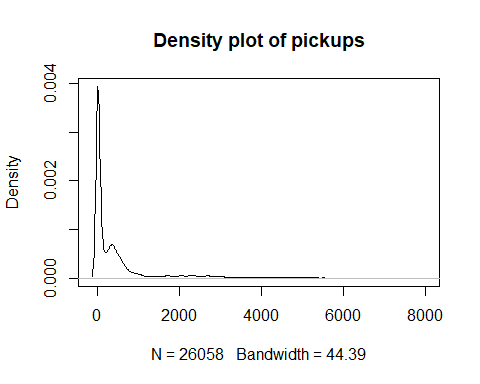 Density plot of pickups
Density
0.004
0.002
0.000
0 2000 4000 6000 8000
N = 26058 Bandwidth = 44.39